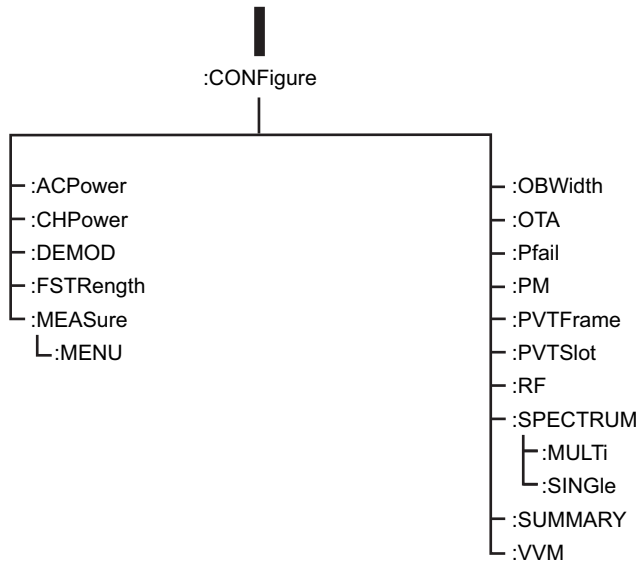 :CONFigure
:ACPower
:CHPower
:DEMOD
:FSTRength
:MEASure
:MENU
:OBWidth
:OTA
:Pfail
:PM
:PVTFrame
:PVTSlot
:RF
:SPECTRUM
:MULTi
:SINGle
:SUMMARY
:VVM